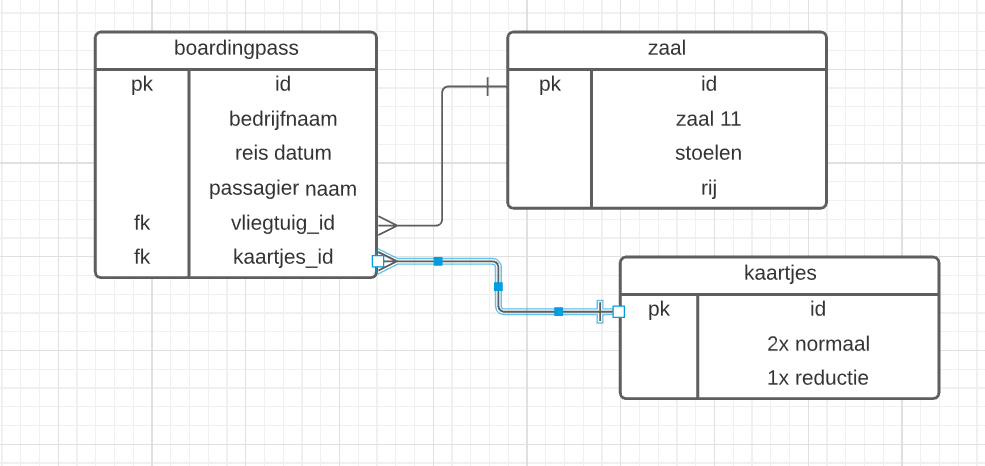 boardingpass
pk id
bedrijfnaam
reis datum
passagier naam
fk vliegtuig_id
fk kaartjes_id
zaal
pk id
zaal 11
stoelen
rij
kaartjes
pk id
2x normaal
1x reductie